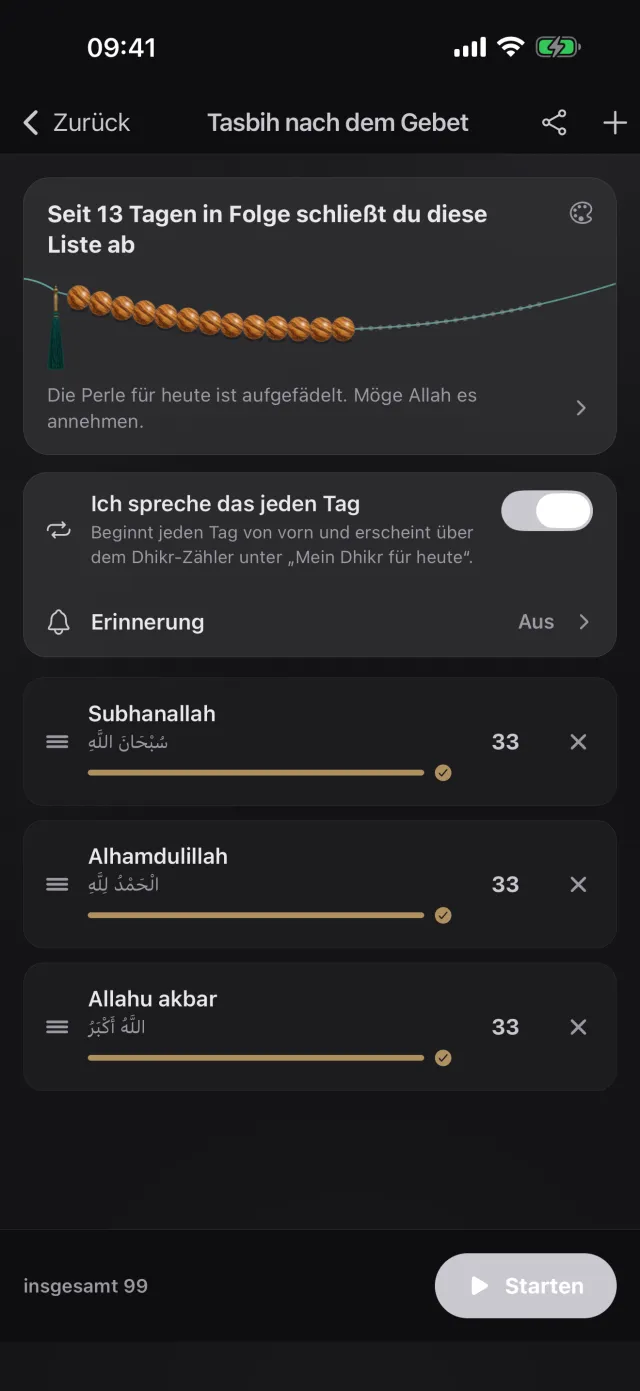 09:41
Zurück
Tasbih nach dem Gebet
Seit 13 Tagen in Folge schließt du diese
Liste ab
Die Perle für heute ist aufgefädelt. Möge Allah es
annehmen.
Ich spreche das jeden Tag
Beginnt jeden Tag von vorn und erscheint über
dem Dhikr-Zähler unter „Mein Dhikr für heute“.
Erinnerung
Aus
Subhanallah
سُبْحَانَ اللَّهِ
33
Alhamdulillah
الْحَمْدُ لِلَّهِ
33
Allahu akbar
اللَّهُ أَكْبَرُ
33
insgesamt 99
Starten